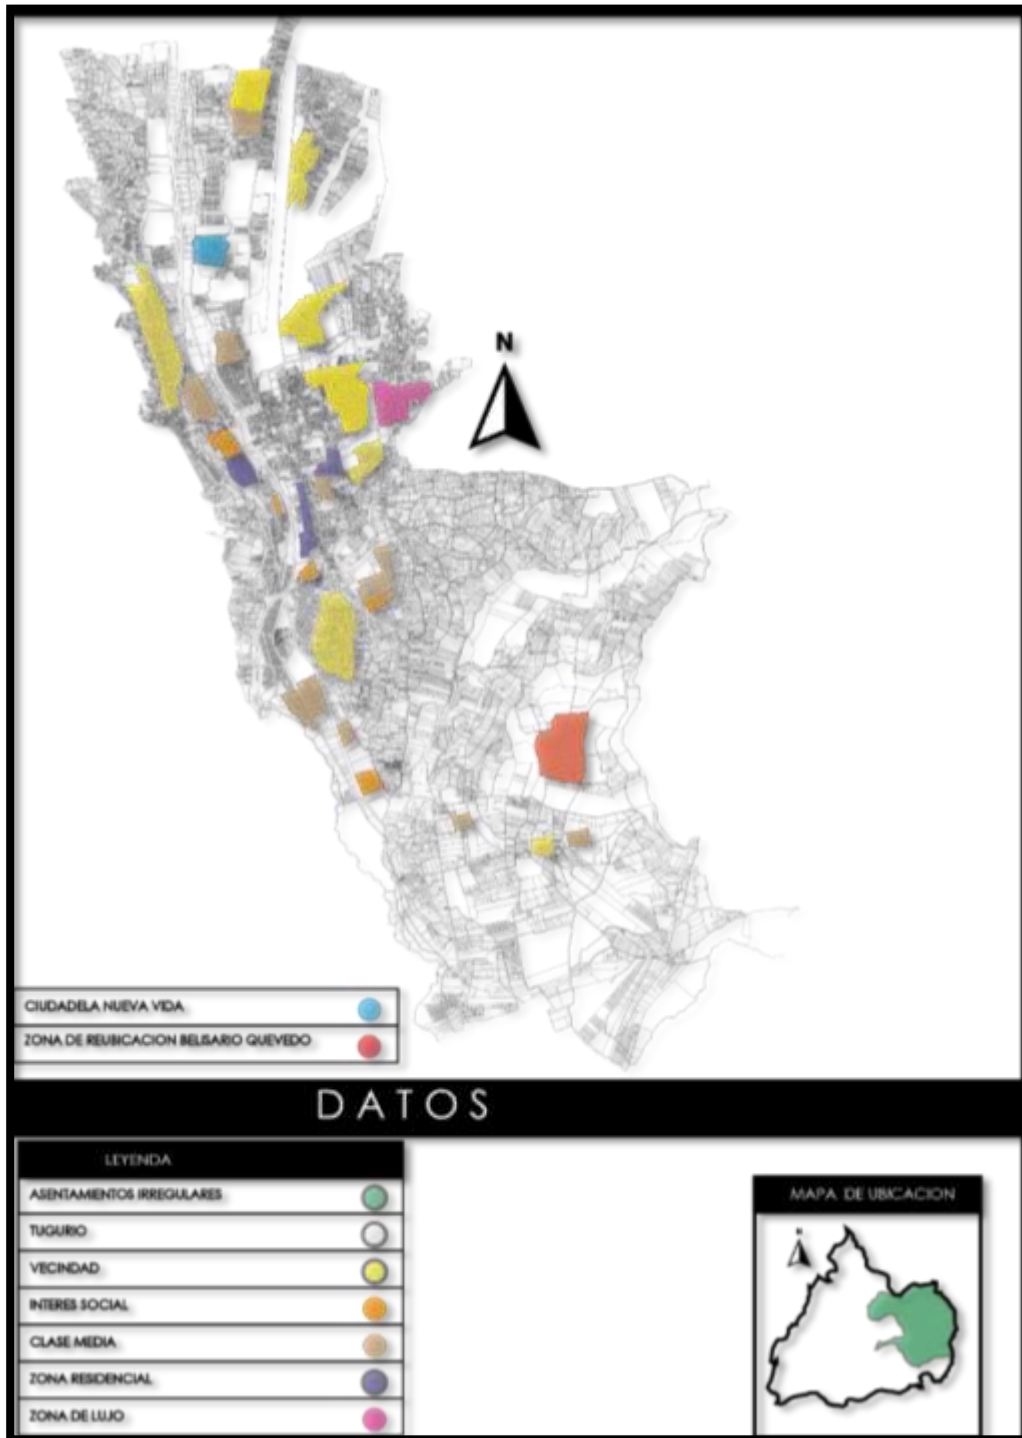 N
CIUDADELA NUEVA VIDA
ZONA DE REUBICACION BELISARIO QUEVEDO
DATOS
LEYENDA
ASENTAMIENTOS IRREGULARES
TUGURIO
VECINDAD
INTERES SOCIAL
CLASE MEDIA
ZONA RESIDENCIAL
ZONA DE LUJO
MAPA DE UBICACION